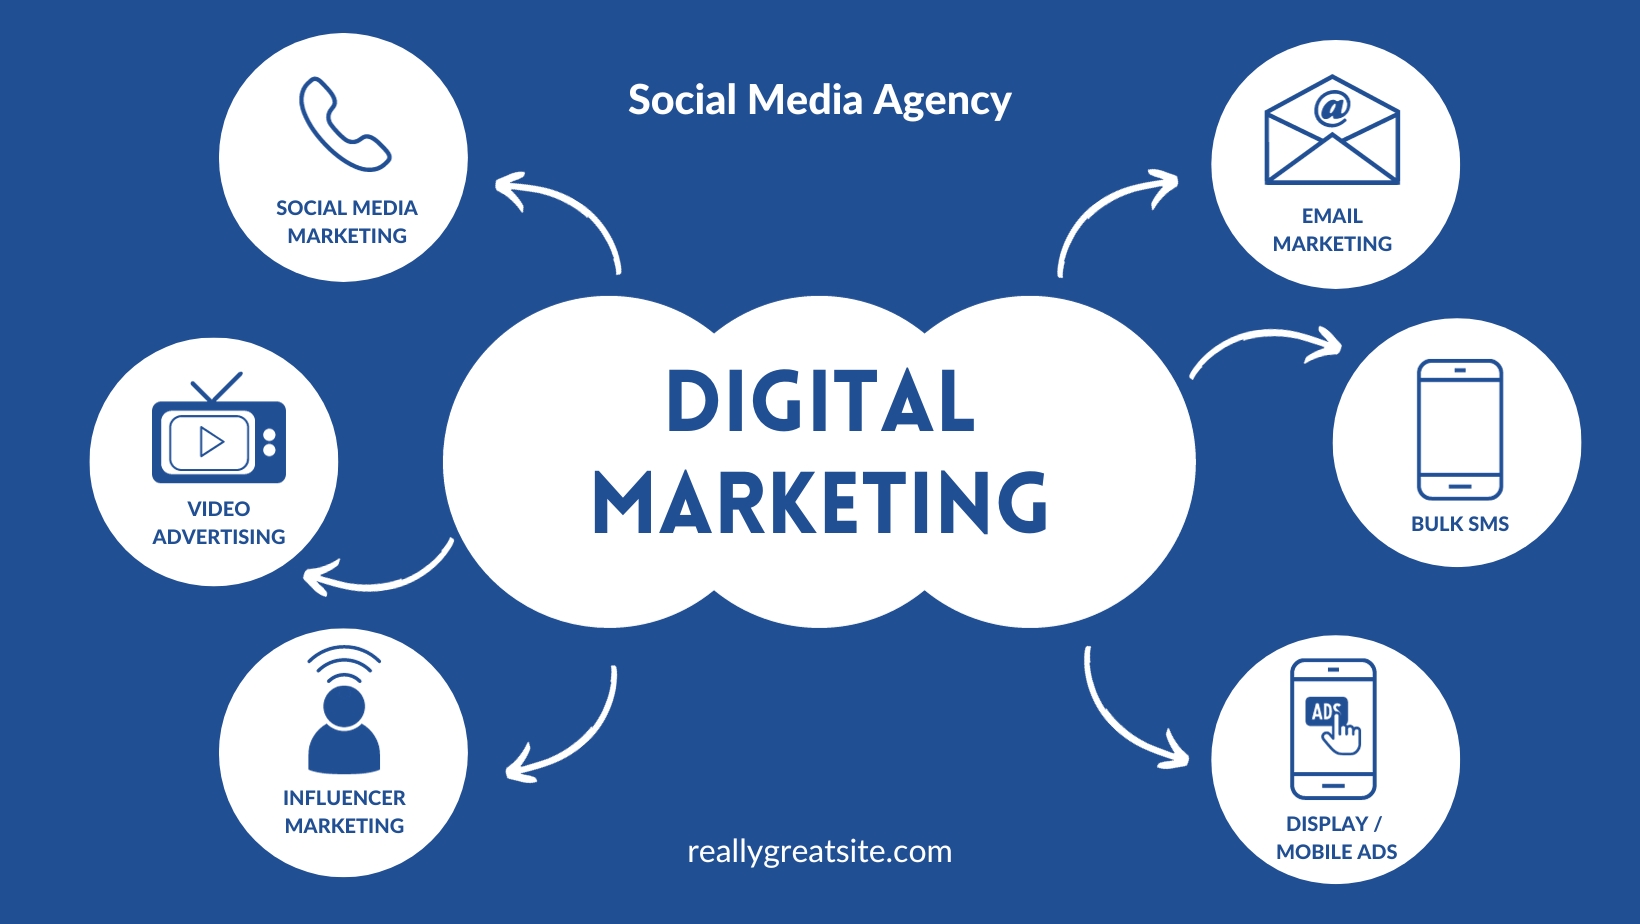 Social Media Agency
SOCIAL MEDIA
MARKETING
@
EMAIL
MARKETING
DIGITAL
MARKETING
VIDEO
ADVERTISING
BULK SMS
INFLUENCER
MARKETING
ADS
DISPLAY /
MOBILE ADS
reallygreatsite.com